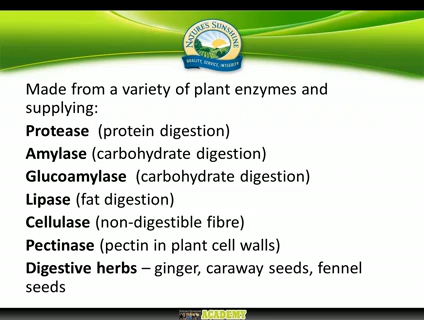 NATURE'S SUNSHINE
QUALITY, SERVICE, INTEGRITY
Made from a variety of plant enzymes and
supplying:
Protease (protein digestion)
Amylase (carbohydrate digestion)
Glucoamylase (carbohydrate digestion)
Lipase (fat digestion)
Cellulase (non-digestible fibre)
Pectinase (pectin in plant cell walls)
Digestive herbs – ginger, caraway seeds, fennel
seeds
ACADEMY